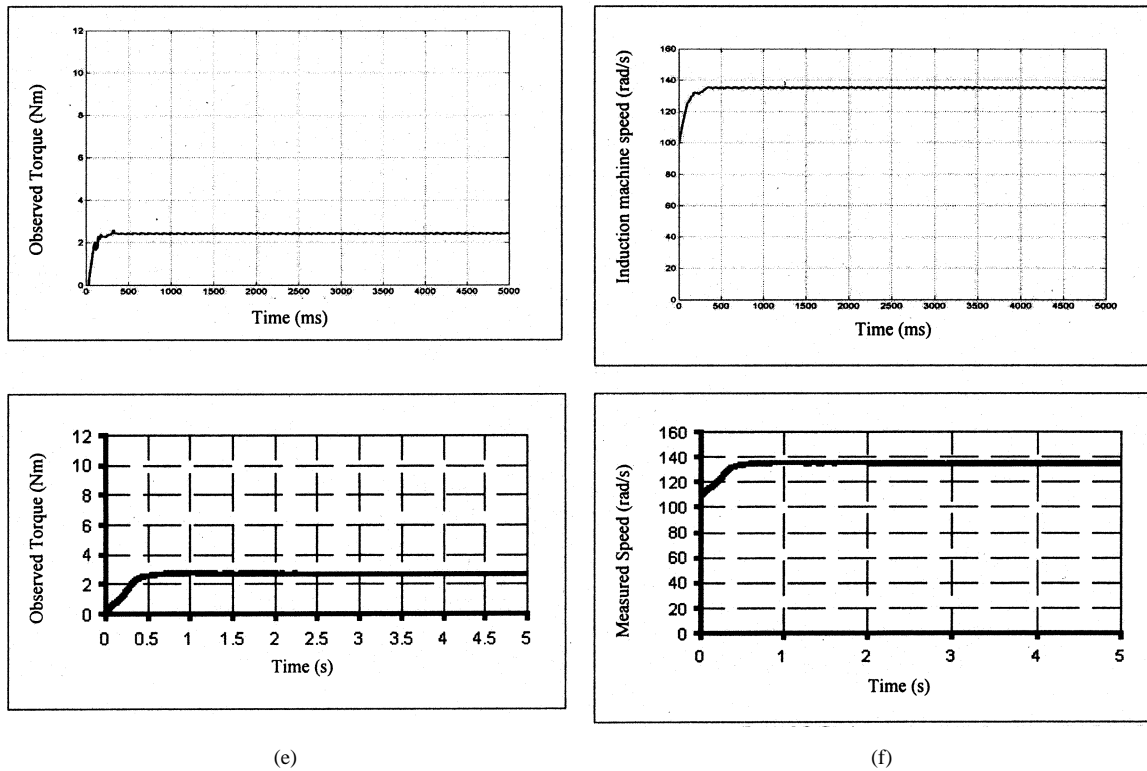 Observed Torque (Nm)
12
10
8
6
4
2
0
0 500 1000 1500 2000 2500 3000 3500 4000 4500 5000
Time (ms)
Induction machine speed (rad/s)
160
140
120
100
80
60
40
20
0
0 500 1000 1500 2000 2500 3000 3500 4000 4500 5000
Time (ms)
Observed Torque (Nm)
12
10
8
6
4
2
0
0 0.5 1 1.5 2 2.5 3 3.5 4 4.5 5
Time (s)
Measured Speed (rad/s)
160
140
120
100
80
60
40
20
0
0 1 2 3 4 5
Time (s)
(e)
(f)